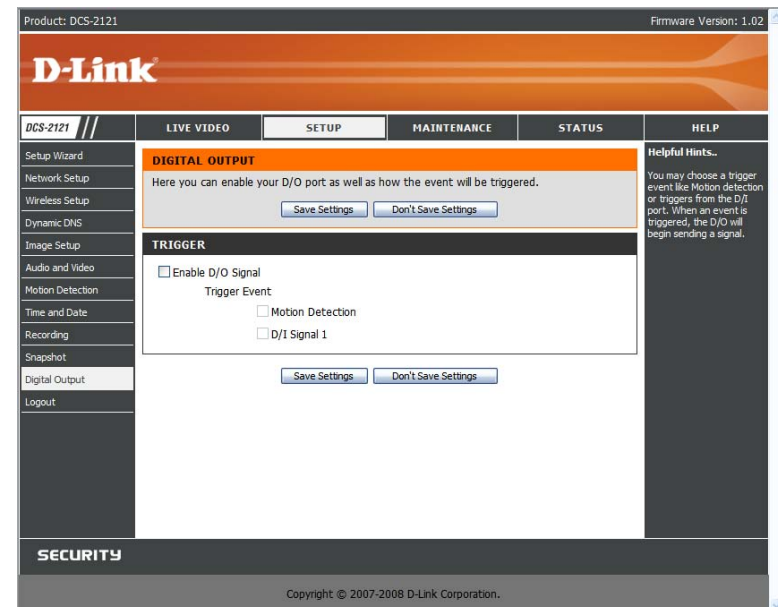 Product: DCS-2121 Firmware Version: 1.02
D-Link
DCS-2121 LIVE VIDEO SETUP MAINTENANCE STATUS HELP
Setup Wizard
Network Setup
Wireless Setup
Dynamic DNS
Image Setup
Audio and Video
Motion Detection
Time and Date
Recording
Snapshot
Digital Output
Logout
DIGITAL OUTPUT
Here you can enable your D/O port as well as how the event will be triggered.
Save Settings Don't Save Settings
TRIGGER
Enable D/O Signal
Trigger Event
Motion Detection
D/I Signal 1
Save Settings Don't Save Settings
Helpful Hints..
You may choose a trigger
event like Motion detection
or triggers from the D/I
port. When an event is
triggered, the D/O will
begin sending a signal.
SECURITY
Copyright © 2007-2008 D-Link Corporation.